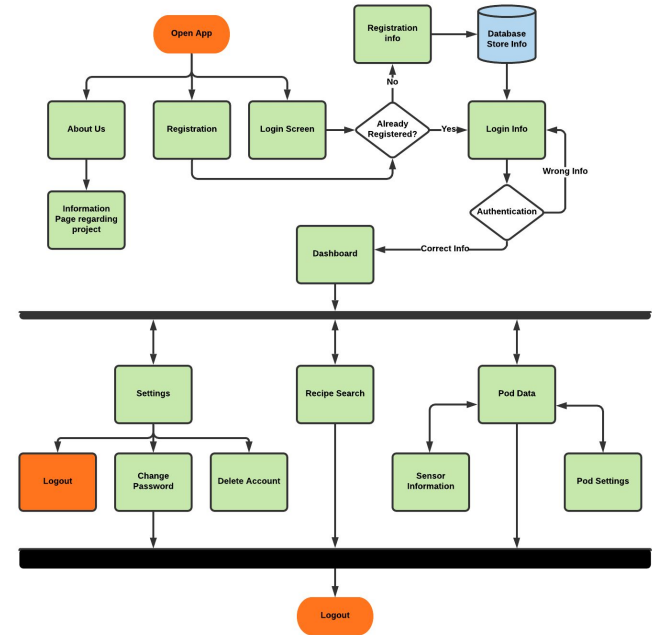 Open App
Registration
info
Database
Store Info
No
About Us
Registration
Login Screen
Already
Registered?
Yes
Login Info
Wrong Info
Information
Page regarding
project
Authentication
Correct Info
Dashboard
Settings
Recipe Search
Pod Data
Logout
Change
Password
Delete Account
Sensor
Information
Pod Settings
Logout